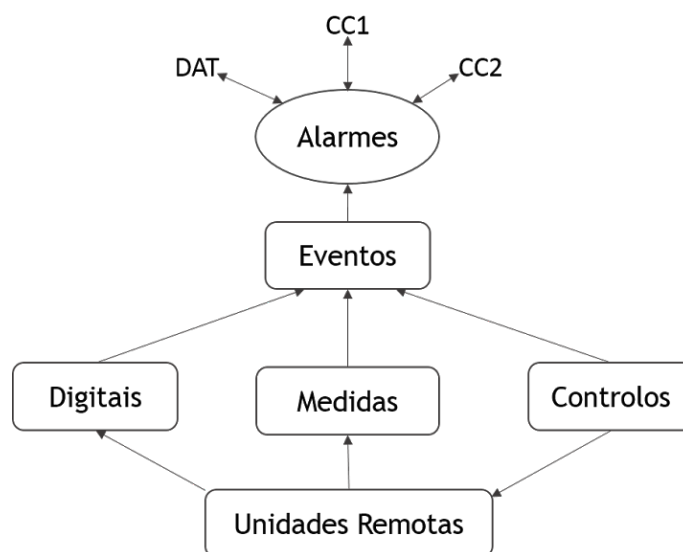 CC1
DAT
CC2
Alarmes
Eventos
Digitais
Medidas
Controlos
Unidades Remotas